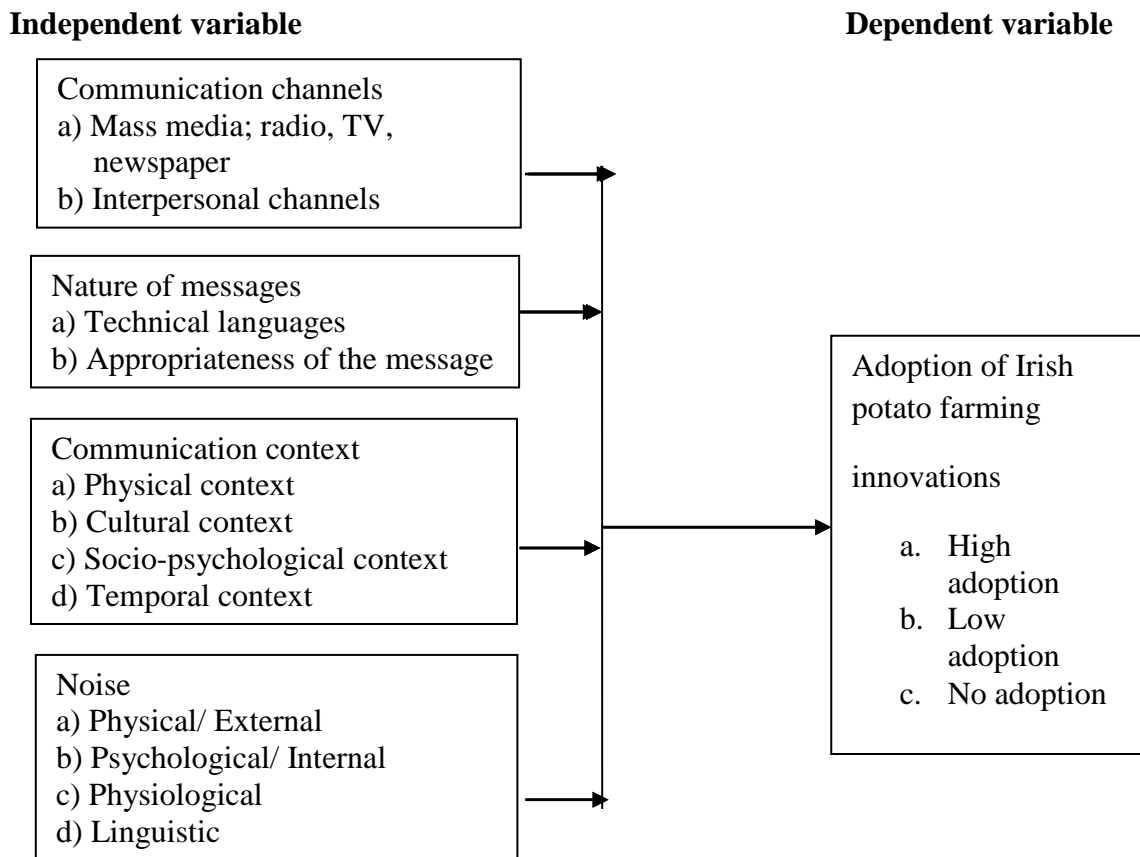 Independent variable
Dependent variable
Communication channels
a) Mass media; radio, TV,
newspaper
b) Interpersonal channels
Nature of messages
a) Technical languages
b) Appropriateness of the message
Communication context
a) Physical context
b) Cultural context
c) Socio-psychological context
d) Temporal context
Noise
a) Physical/ External
b) Psychological/ Internal
c) Physiological
d) Linguistic
Adoption of Irish
potato farming
innovations
a. High
adoption
b. Low
adoption
c. No adoption